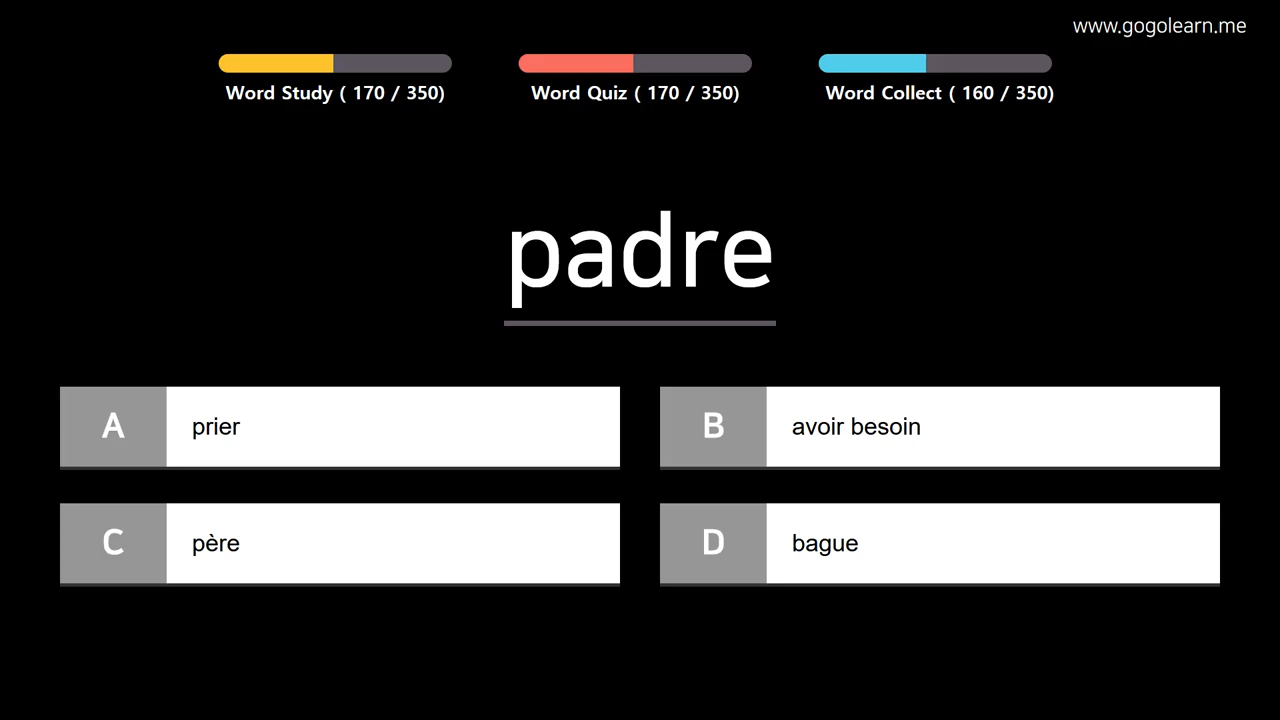 www.gogolearn.me
Word Study ( 170 / 350)
Word Quiz ( 170 / 350)
Word Collect ( 160 / 350)
padre
A prier
B avoir besoin
C père
D bague